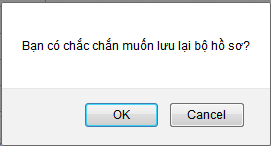 Bạn có chắc chắn muốn lưu lại bộ hồ sơ?
OK
Cancel